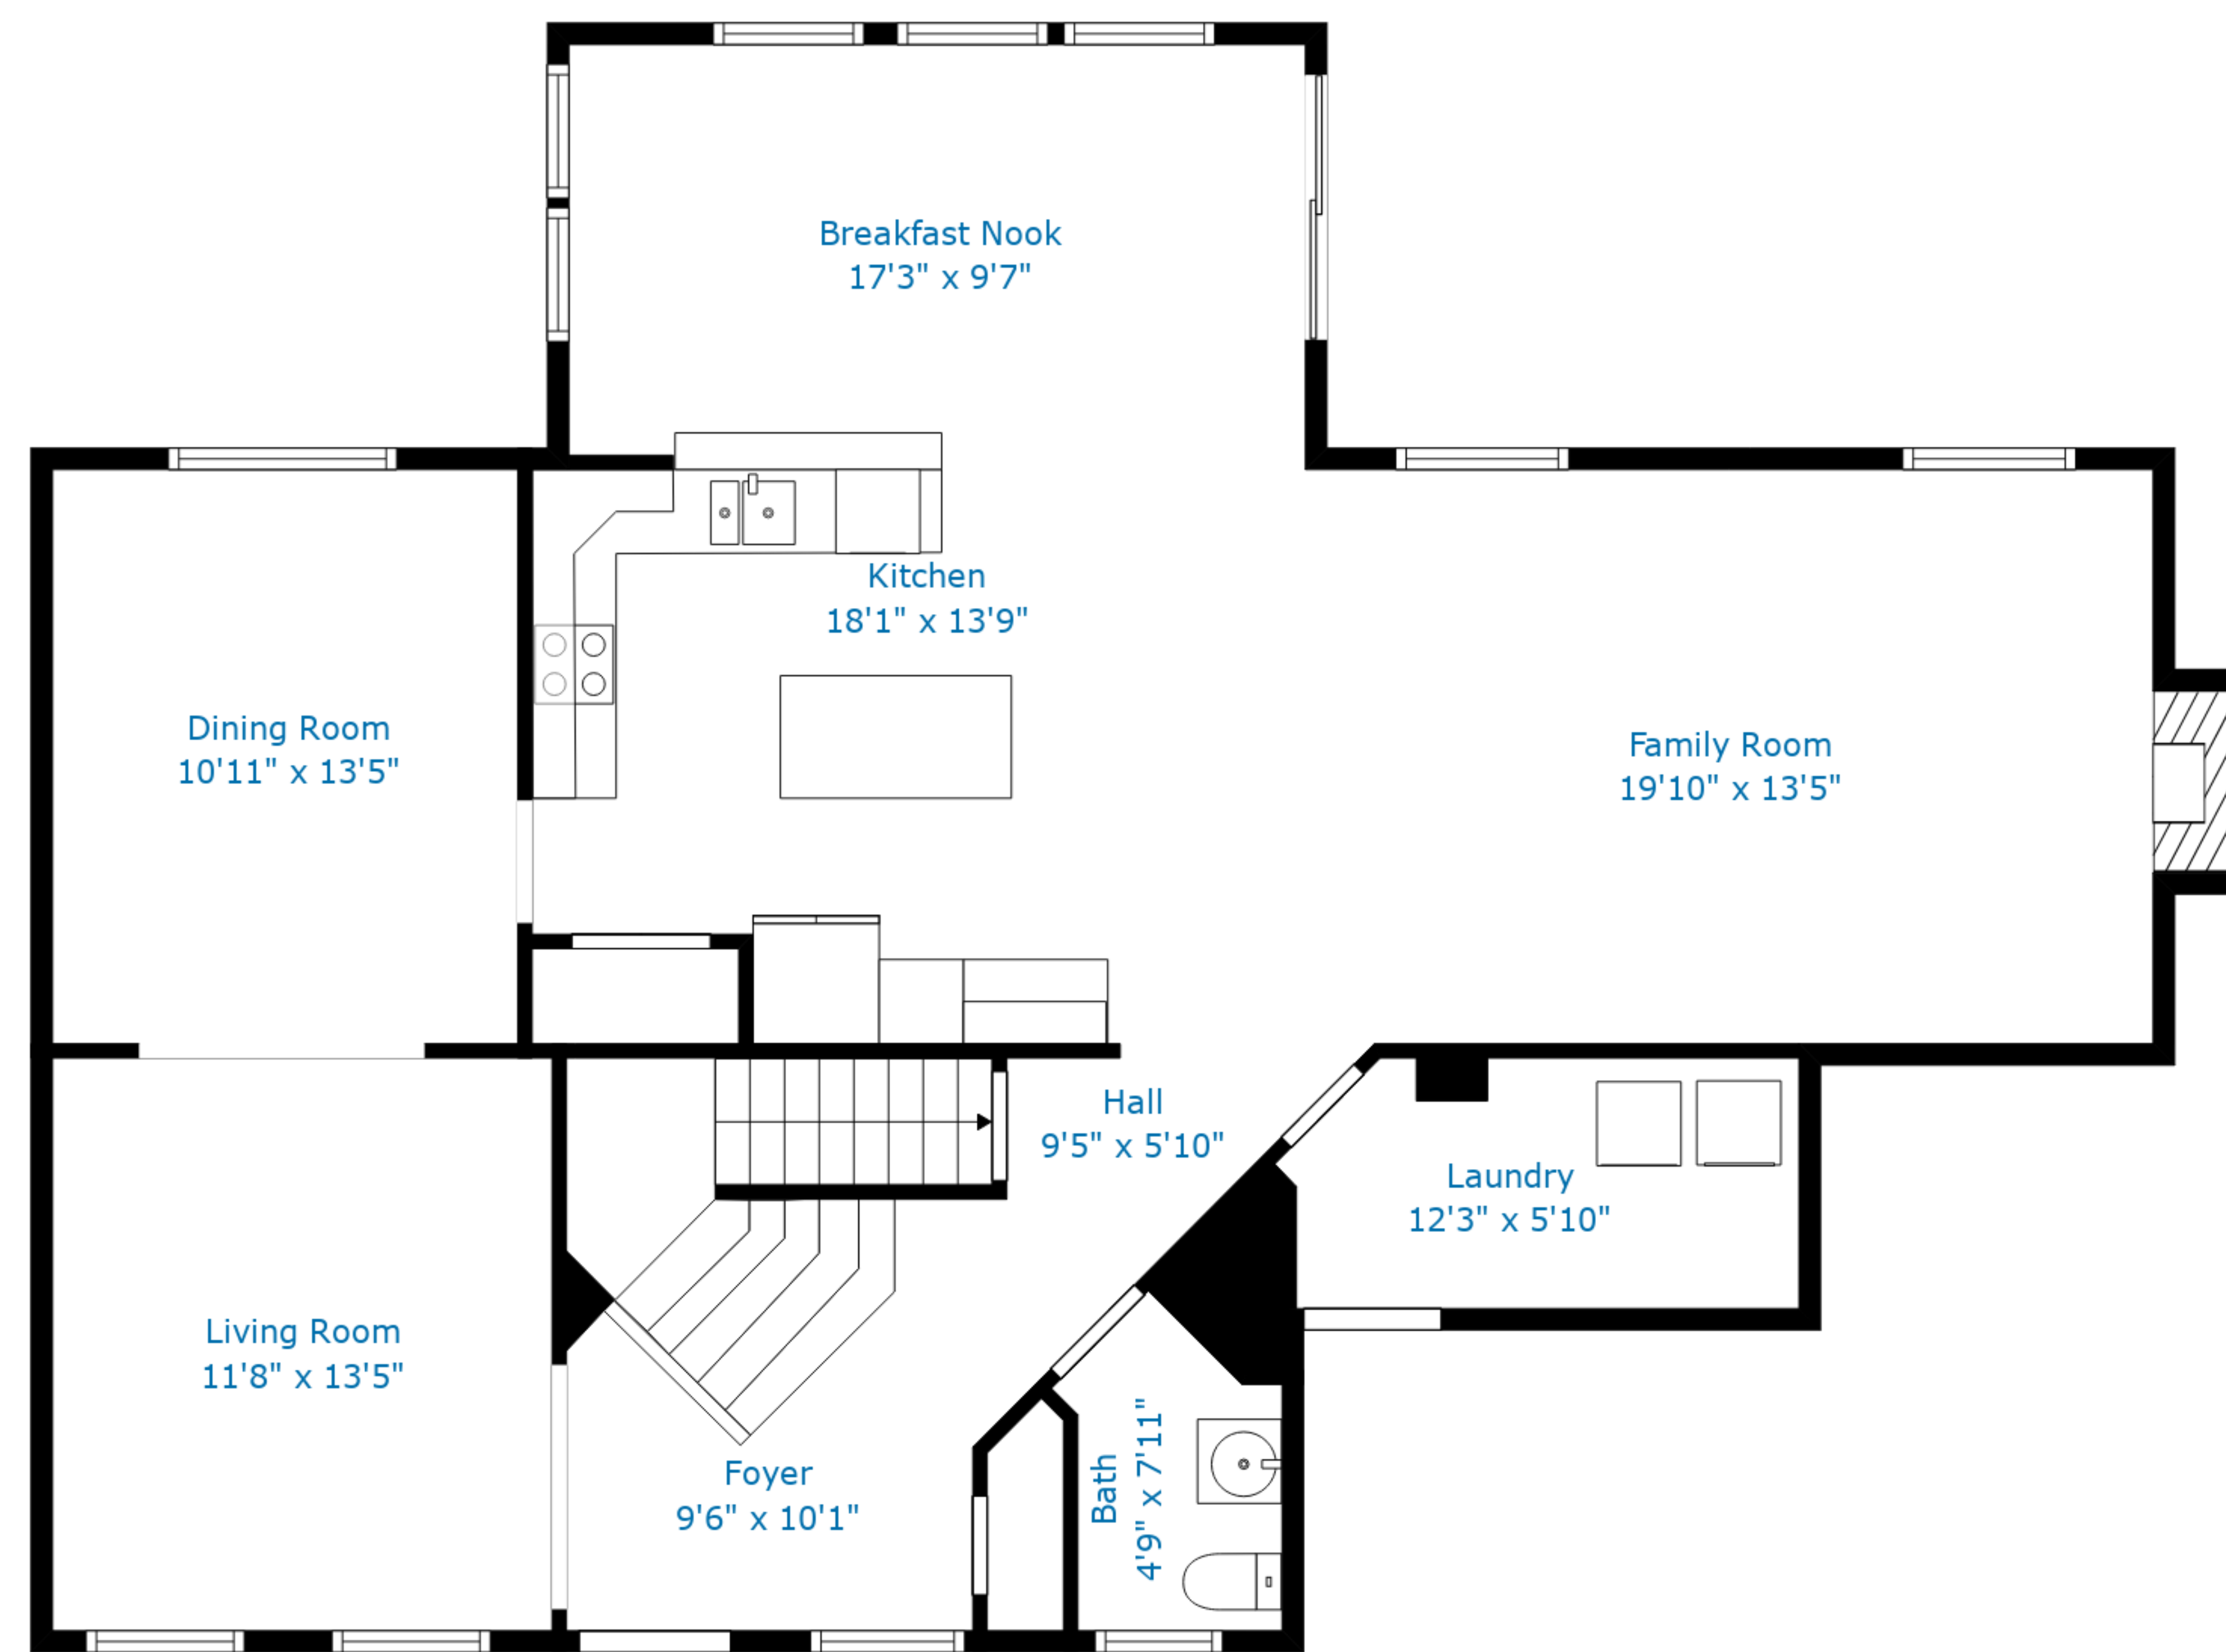 Breakfast Nook
17'3" x 9'7"
Kitchen
18'1" x 13'9"
Dining Room
10'11" x 13'5"
Family Room
19'10" x 13'5"
Hall
9'5" x 5'10"
Laundry
12'3" x 5'10"
Living Room
11'8" x 13'5"
Foyer
9'6" x 10'1"
Bath
4'9" x 7'11"